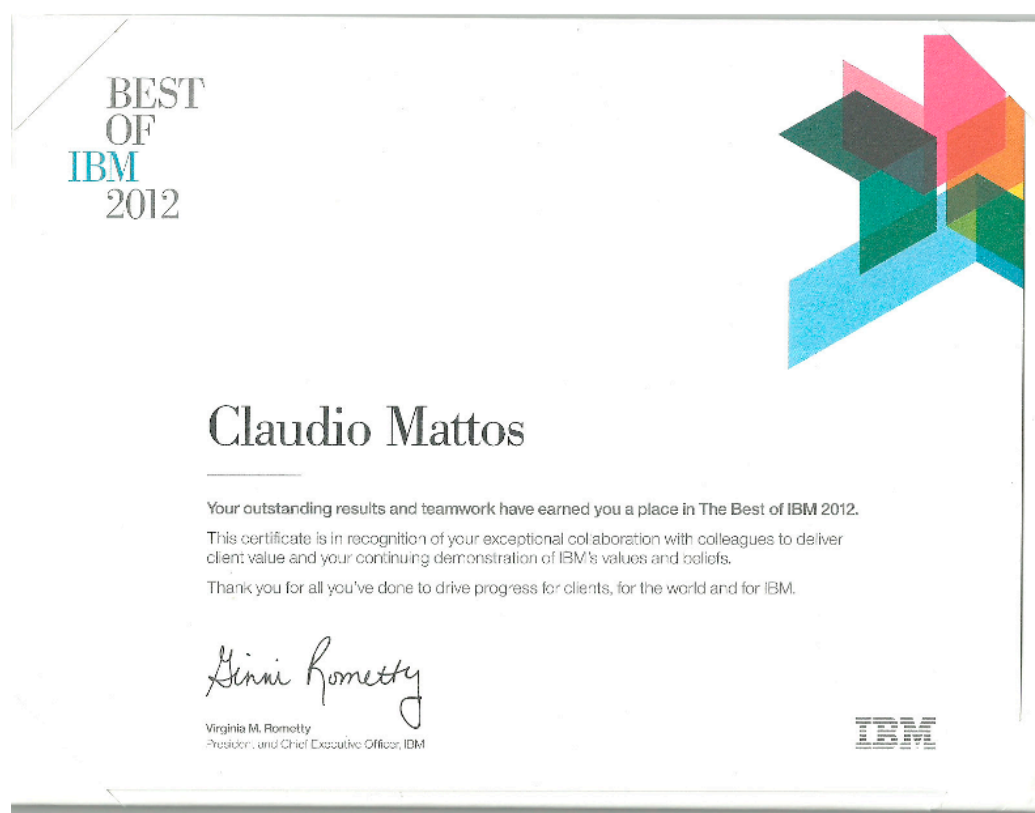 BEST
OF
IBM
2012
Claudio Mattos
Your outstanding results and teamwork have earned you a place in The Best of IBM 2012.
This certificate is in recognition of your exceptional collaboration with colleagues to deliver
client value and your continuing demonstration of IBM's values and beliefs.
Thank you for all you've done to drive progress for clients, for the world and for IBM.
Ginni Rometty
Virginia M. Rometty
President and Chief Executive Officer, IBM
IBM